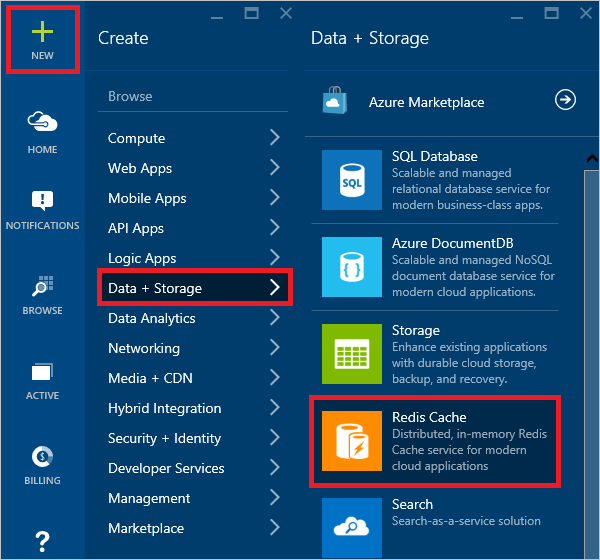 NEW
HOME
NOTIFICATIONS
BROWSE
ACTIVE
BILLING
?
Create
Browse
Compute
Web Apps
Mobile Apps
API Apps
Logic Apps
Data + Storage
Data Analytics
Networking
Media + CDN
Hybrid Integration
Security + Identity
Developer Services
Management
Marketplace
Data + Storage
Azure Marketplace
SQL
SQL Database
Scalable and managed
relational database service for
modern business-class apps.
Azure DocumentDB
Scalable and managed NoSQL
document database service for
modern cloud applications.
Storage
Enhance existing applications
with durable cloud storage,
backup, and recovery.
Redis Cache
Distributed, in-memory Redis
Cache service for modern
cloud applications
Search
Search-as-a-service solution